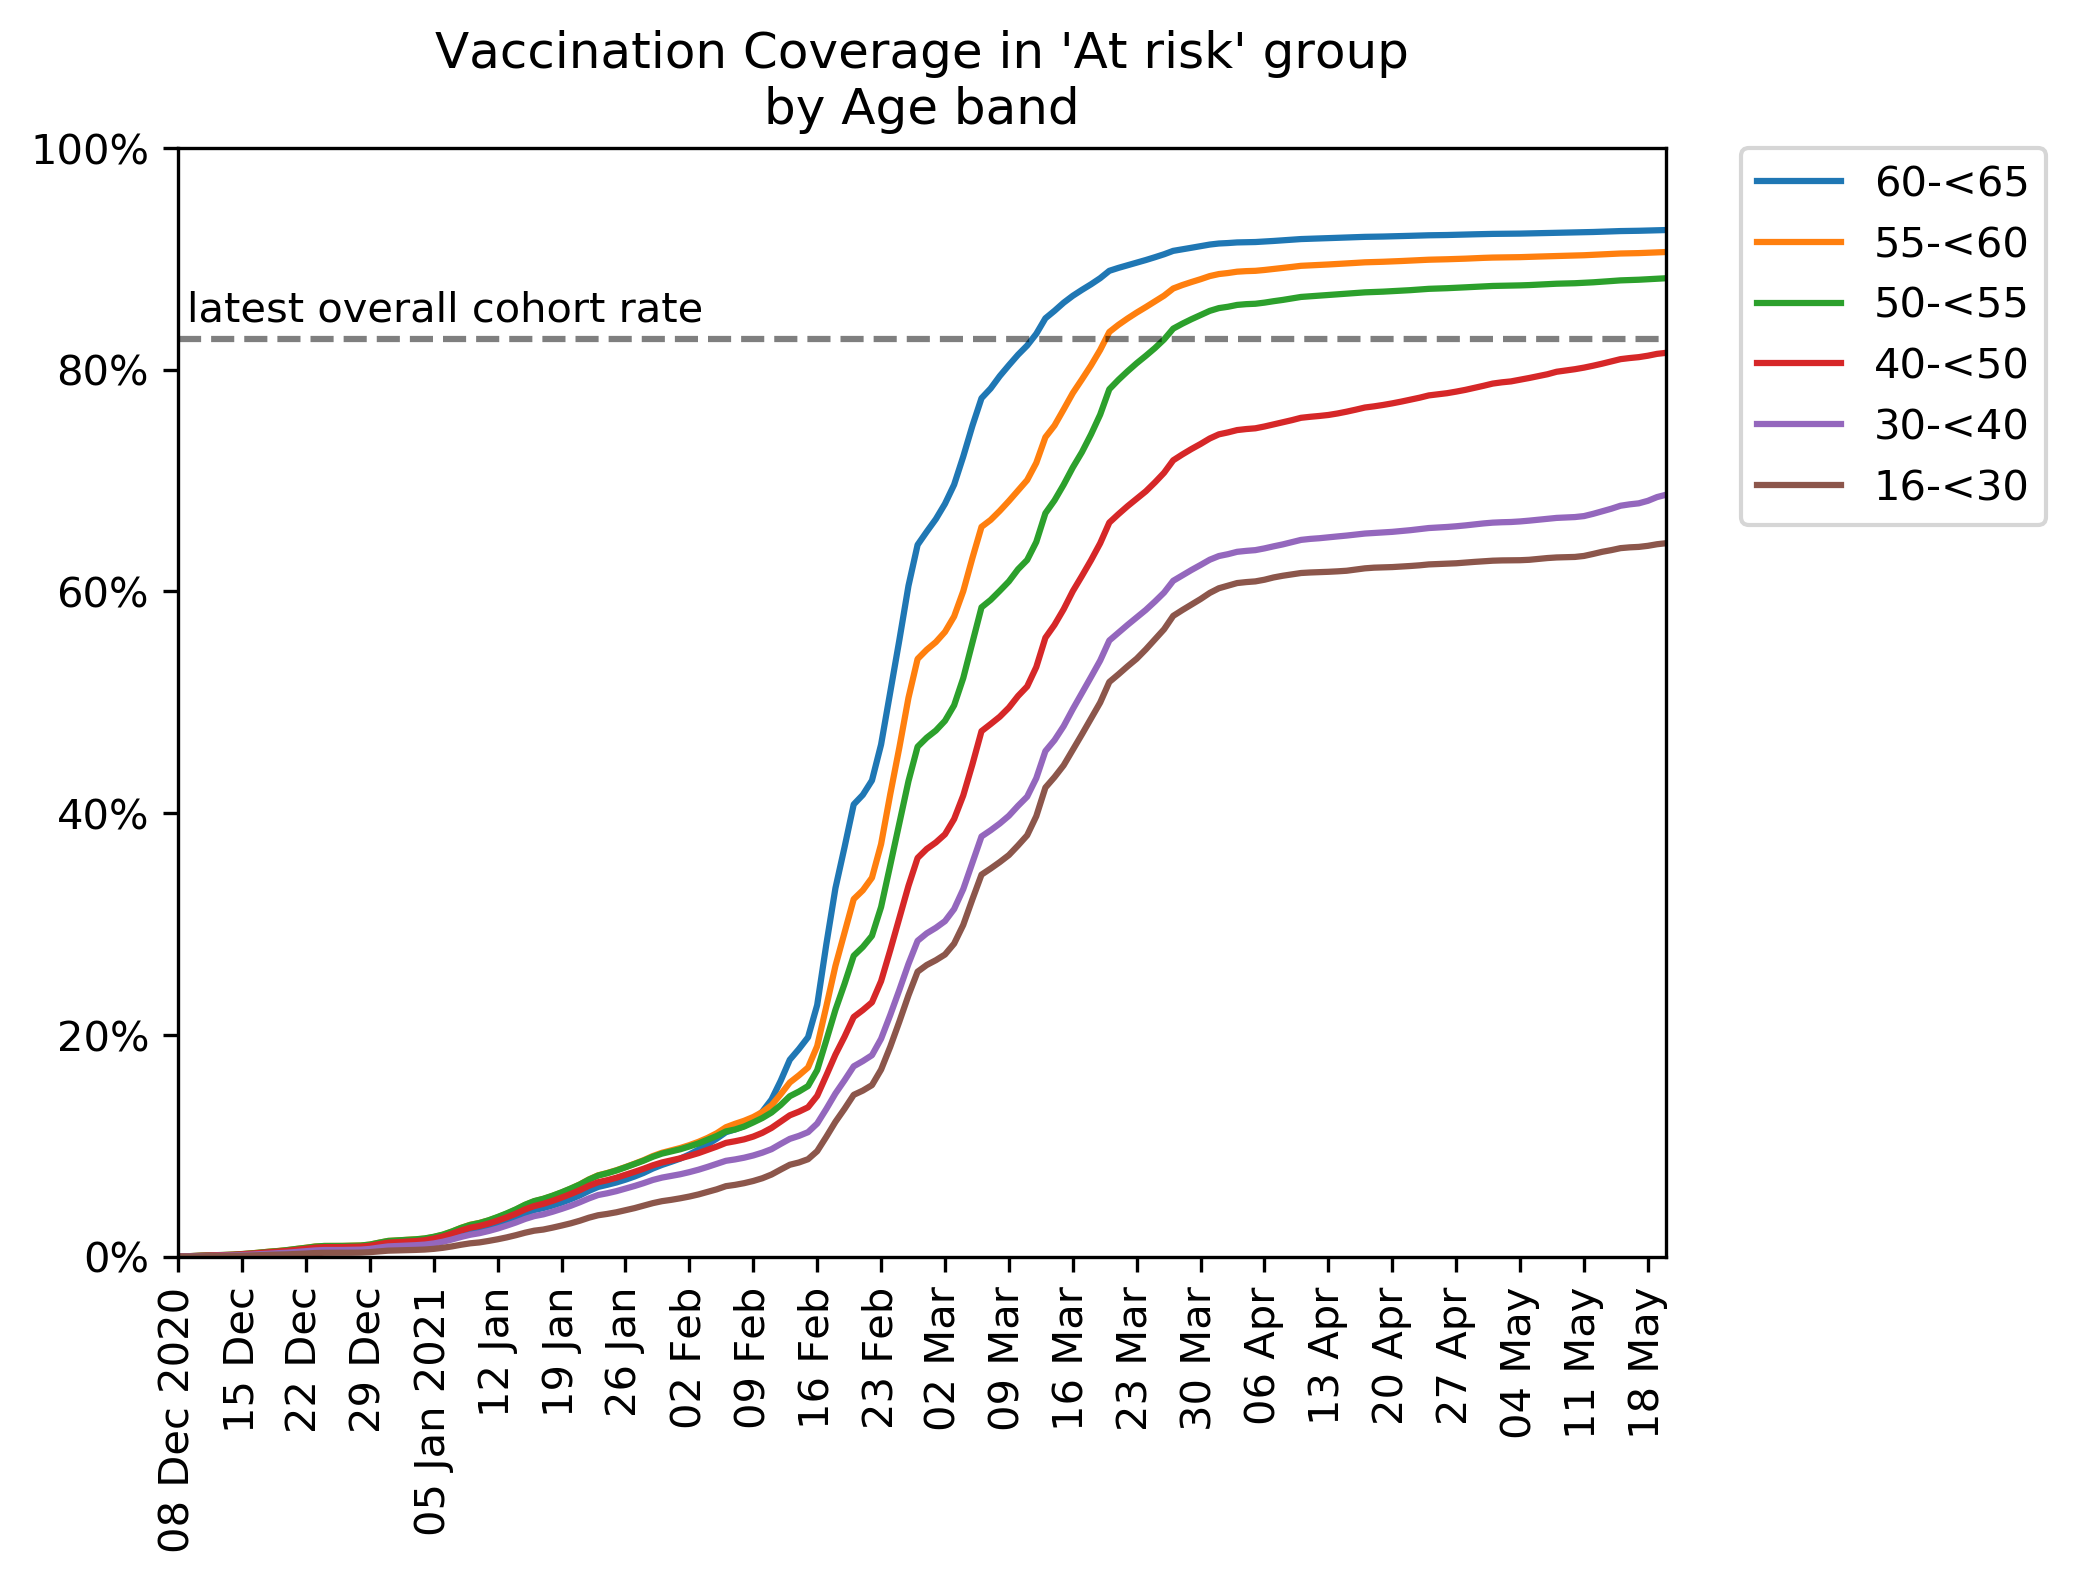 Vaccination Coverage in 'At risk' group
by Age band
100%
80%
60%
40%
20%
0%
latest overall cohort rate
60-<65
55-<60
50-<55
40-<50
30-<40
16-<30
08 Dec 2020
15 Dec
22 Dec
29 Dec
05 Jan 2021
12 Jan
19 Jan
26 Jan
02 Feb
09 Feb
16 Feb
23 Feb
02 Mar
09 Mar
16 Mar
23 Mar
30 Mar
06 Apr
13 Apr
20 Apr
27 Apr
04 May
11 May
18 May